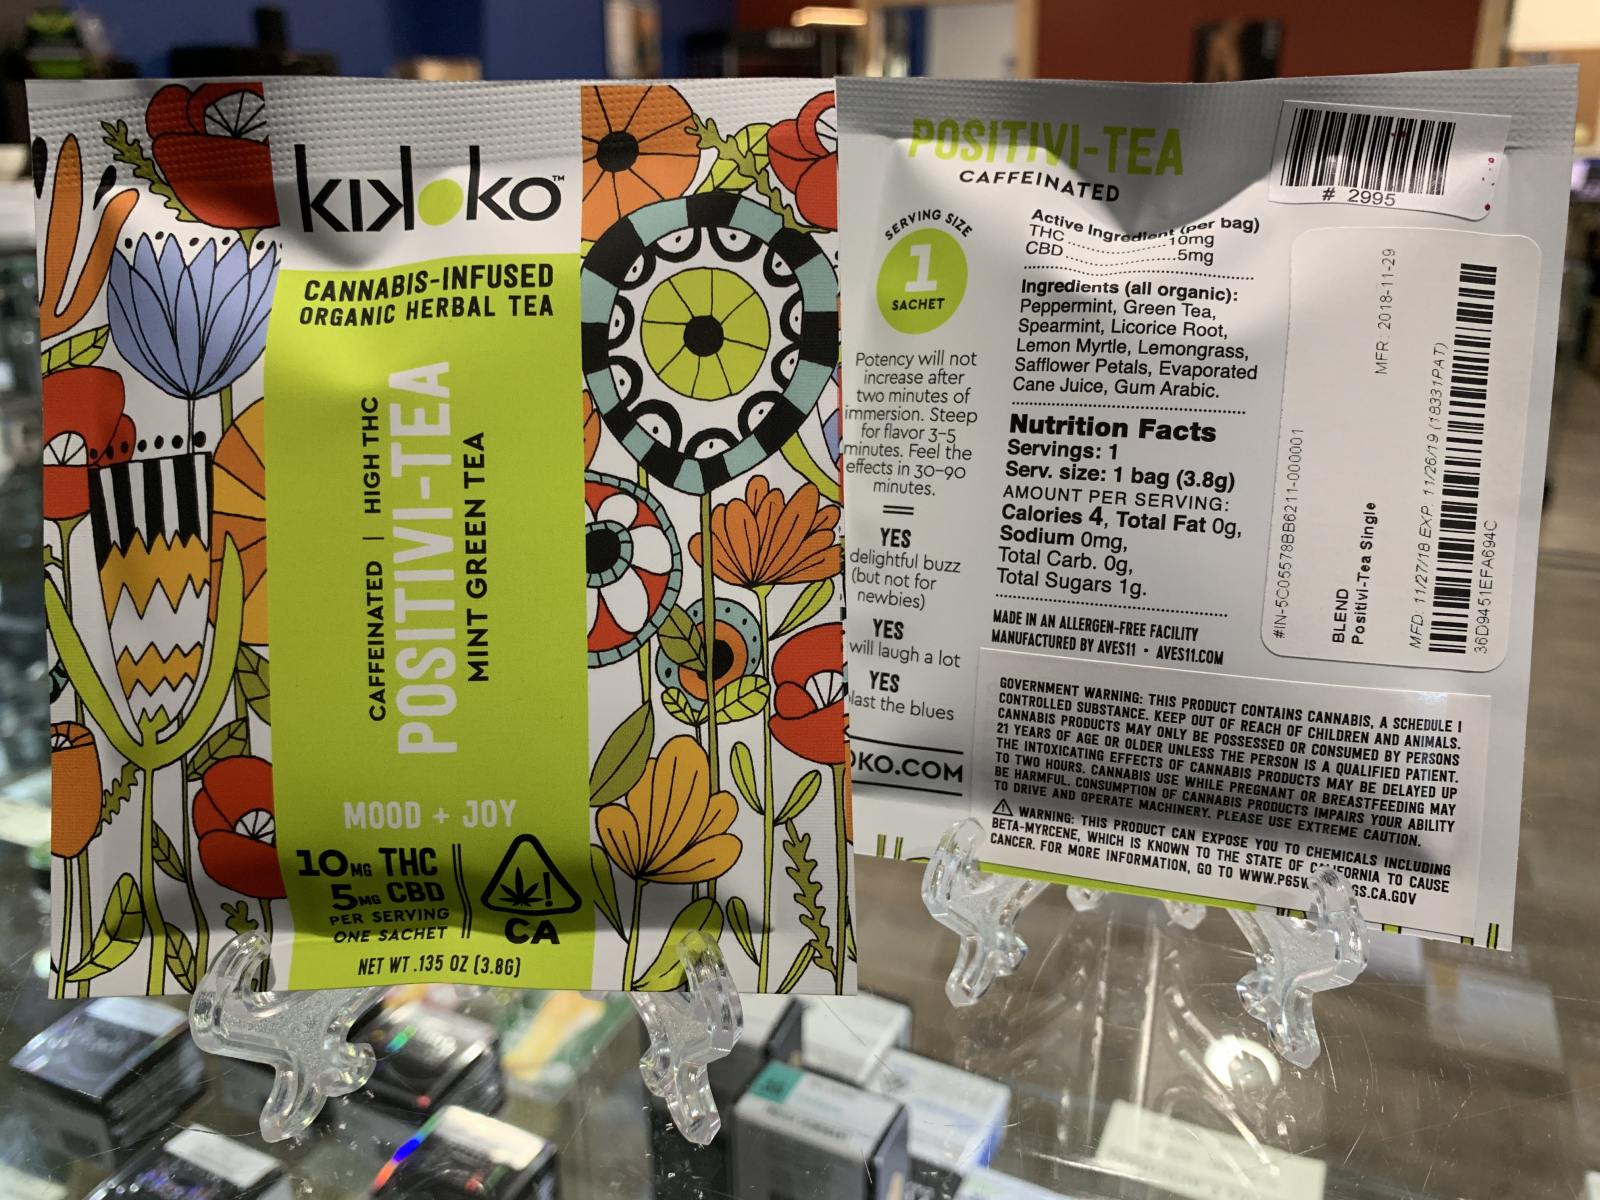 kikoko™
CANNABIS-INFUSED
ORGANIC HERBAL TEA
CAFFEINATED | HIGH THC
POSITIVI-TEA
MINT GREEN TEA
MOOD + JOY
10MG THC
5MG CBD
PER SERVING
ONE SACHET
CA
NET WT .135 OZ (3.8G)
POSITIVI-TEA
CAFFEINATED
SERVING SIZE
1
SACHET
Potency will not
increase after
two minutes of
immersion. Steep
for flavor 3–5
minutes. Feel the
effects in 30–90
minutes.
YES
delightful buzz
(but not for
newbies)
YES
will laugh a lot
YES
blast the blues
OKO.COM
Active Ingredient (per bag)
THC....................10mg
CBD....................5mg
Ingredients (all organic):
Peppermint, Green Tea,
Spearmint, Licorice Root,
Lemon Myrtle, Lemongrass,
Safflower Petals, Evaporated
Cane Juice, Gum Arabic.
Nutrition Facts
Servings: 1
Serv. size: 1 bag (3.8g)
AMOUNT PER SERVING:
Calories 4, Total Fat 0g,
Sodium 0mg,
Total Carb. 0g,
Total Sugars 1g.
MADE IN AN ALLERGEN-FREE FACILITY
MANUFACTURED BY AVES11 • AVES11.COM
# 2995
#IN-5C05578BB6211-000001
BLEND
Positivi-Tea Single
MFR: 2018-11-29
MFD: 11/27/18 EXP. 11/26/19 (18331PAT)
36D9451EFA694C
GOVERNMENT WARNING: THIS PRODUCT CONTAINS CANNABIS, A SCHEDULE I
CONTROLLED SUBSTANCE. KEEP OUT OF REACH OF CHILDREN AND ANIMALS.
CANNABIS PRODUCTS MAY ONLY BE POSSESSED OR CONSUMED BY PERSONS
21 YEARS OF AGE OR OLDER UNLESS THE PERSON IS A QUALIFIED PATIENT.
THE INTOXICATING EFFECTS OF CANNABIS PRODUCTS MAY BE DELAYED UP
TO TWO HOURS. CANNABIS USE WHILE PREGNANT OR BREASTFEEDING MAY
BE HARMFUL. CONSUMPTION OF CANNABIS PRODUCTS IMPAIRS YOUR ABILITY
TO DRIVE AND OPERATE MACHINERY. PLEASE USE EXTREME CAUTION.
WARNING: THIS PRODUCT CAN EXPOSE YOU TO CHEMICALS INCLUDING
BETA-MYRCENE, WHICH IS KNOWN TO THE STATE OF CALIFORNIA TO CAUSE
CANCER. FOR MORE INFORMATION, GO TO WWW.P65W GS.CA.GOV